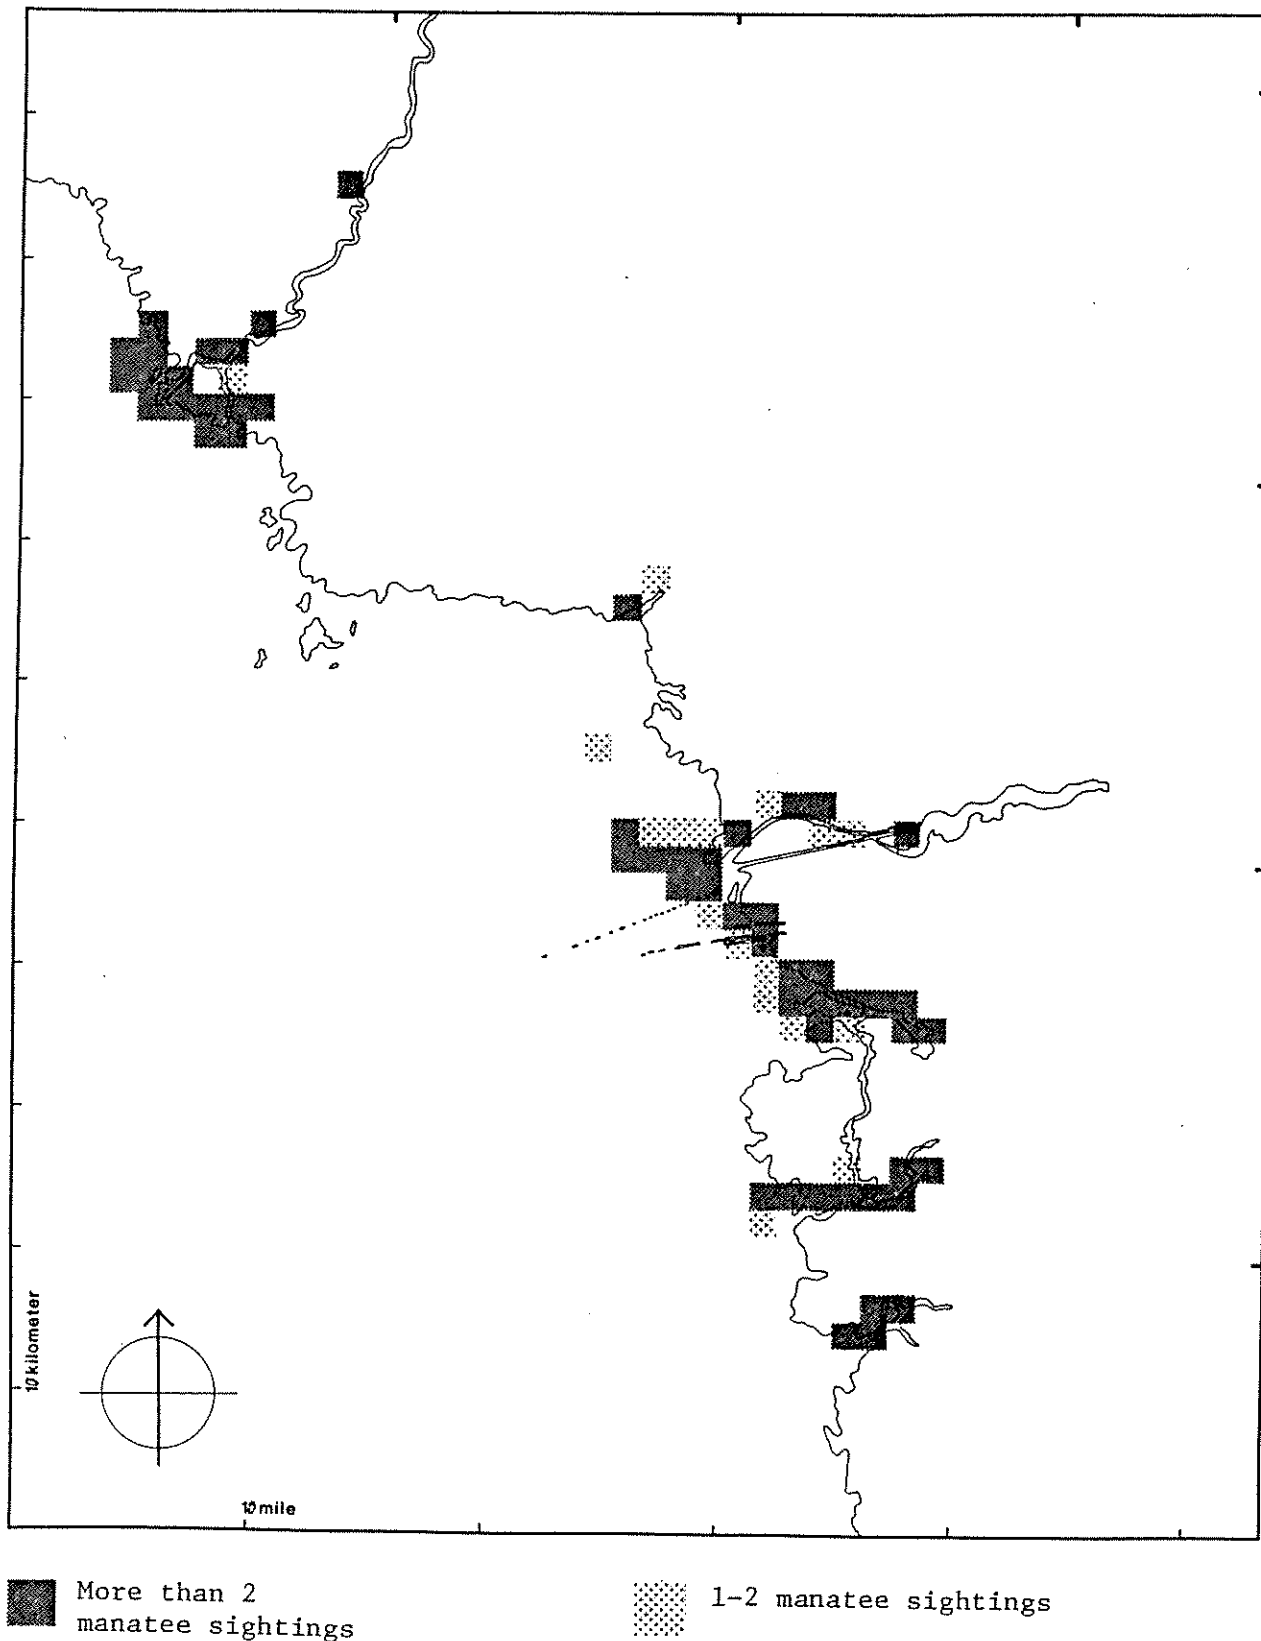 10 kilometer
10 mile
More than 2
manatee sightings
1-2 manatee sightings